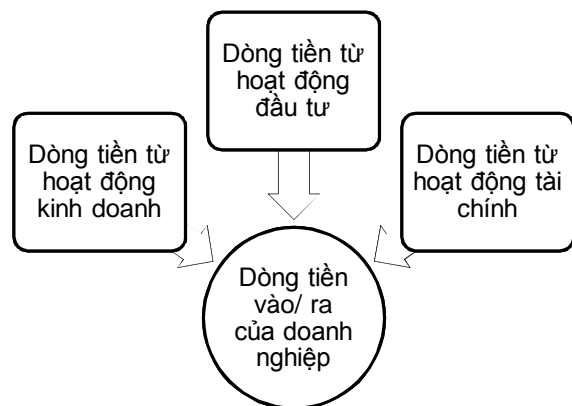 Dòng tiền từ
hoạt động
đầu tư
Dòng tiền từ
hoạt động
kinh doanh
Dòng tiền từ
hoạt động tài
chính
Dòng tiền
vào/ ra
của doanh
nghiệp